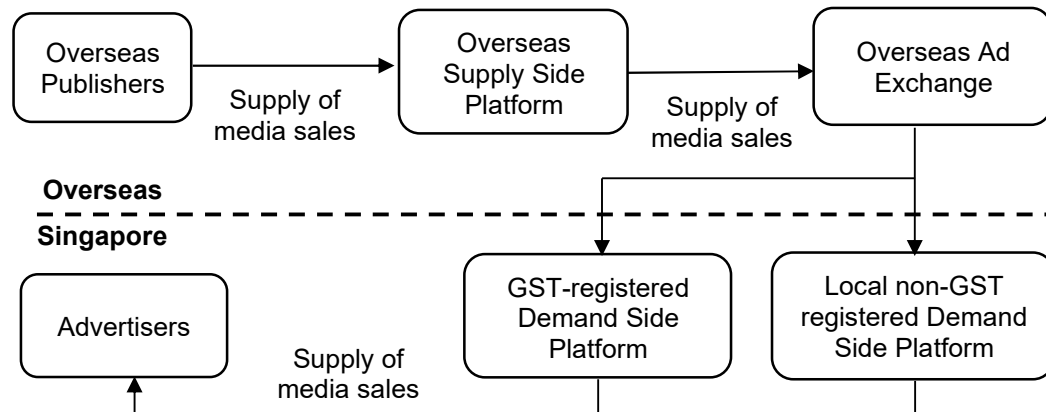 Overseas
Publishers
Supply of
media sales
Overseas
Supply Side
Platform
Supply of
media sales
Overseas Ad
Exchange
Overseas
Singapore
Advertisers
Supply of
media sales
GST-registered
Demand Side
Platform
Local non-GST
registered Demand
Side Platform